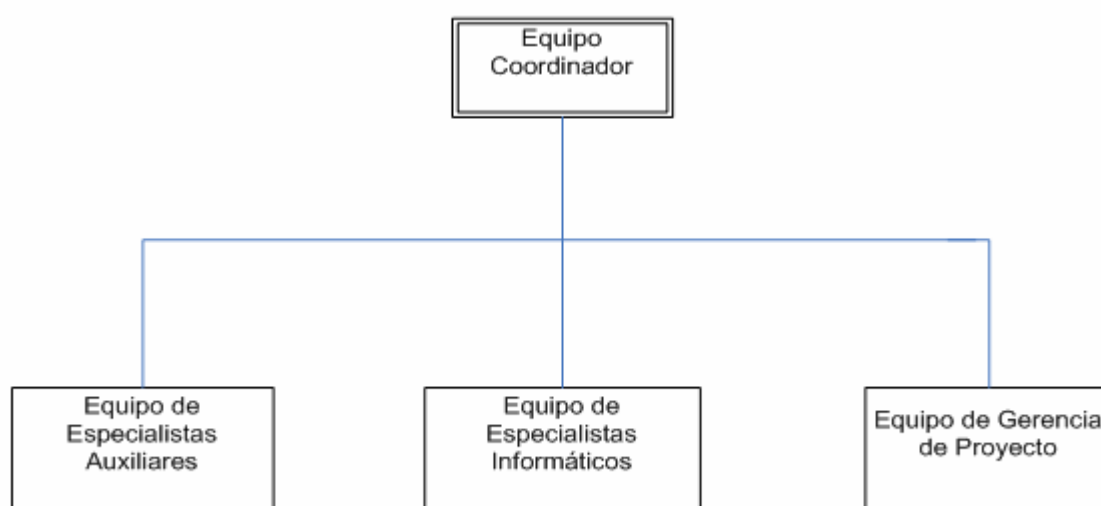 Equipo
Coordinador
Equipo de
Especialistas
Auxiliares
Equipo de
Especialistas
Informáticos
Equipo de Gerencia
de Proyecto